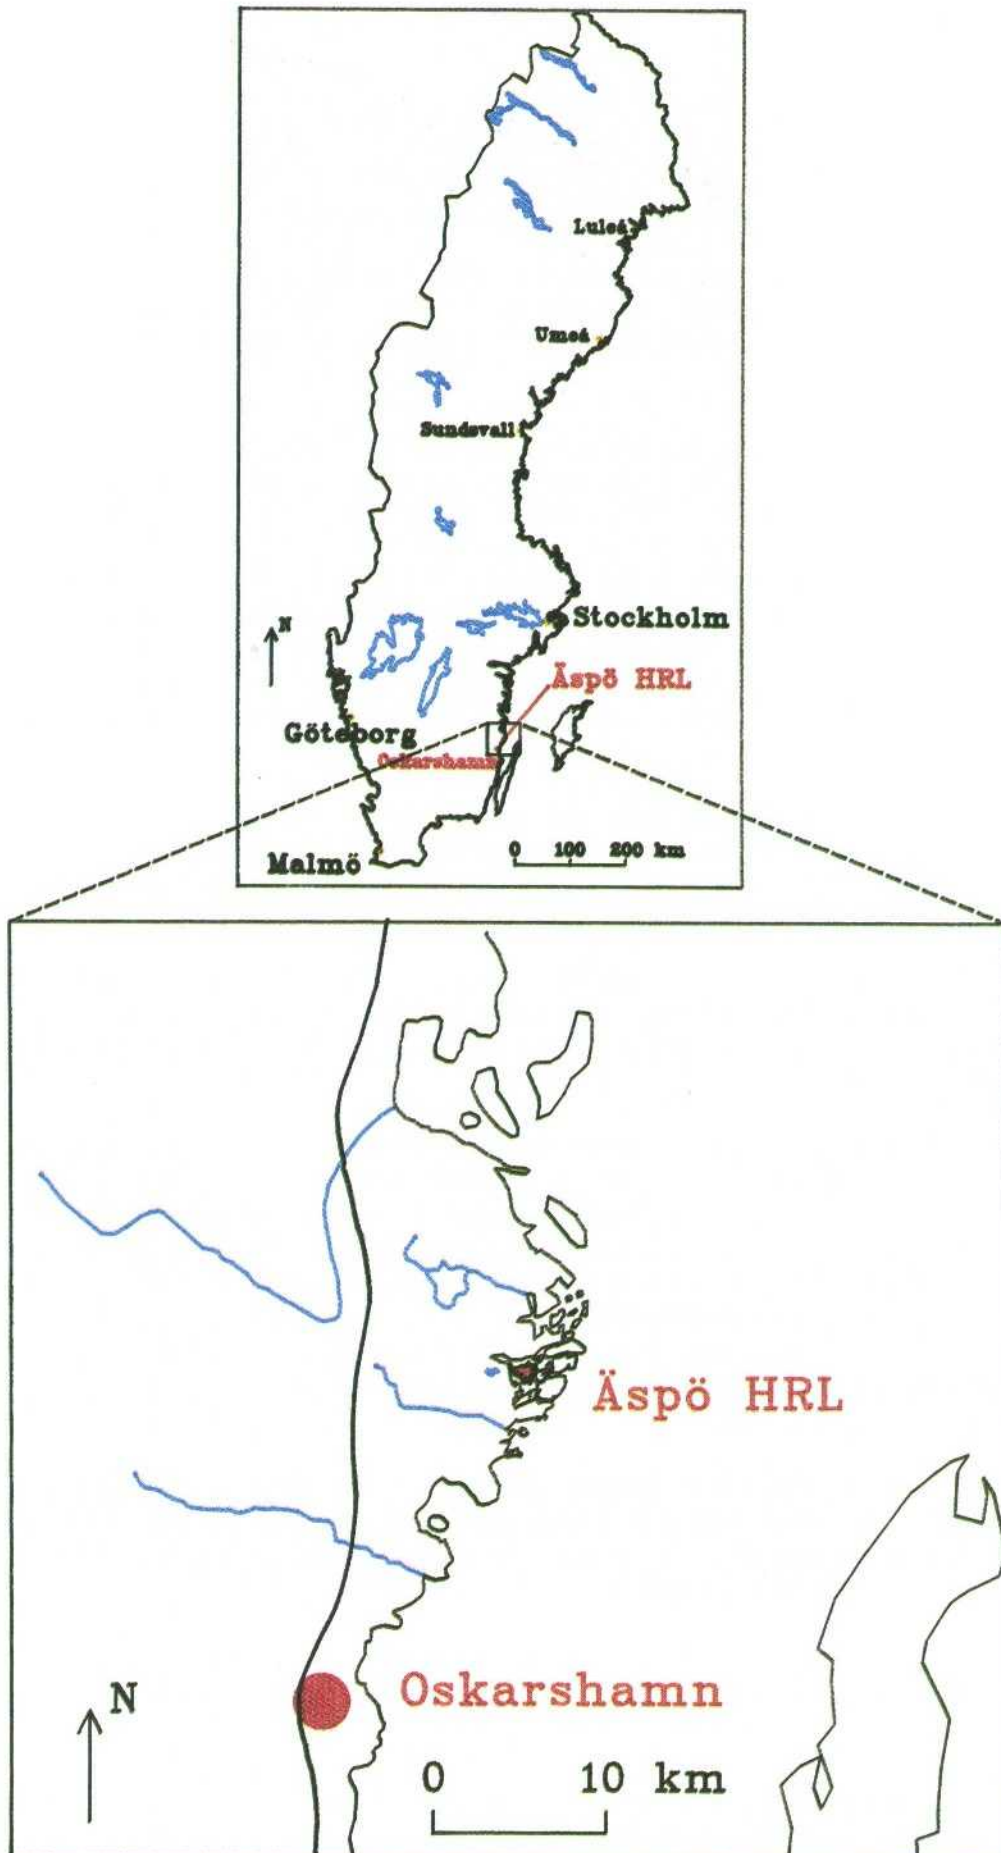 Luleå
Umeå
Sundsvall
Stockholm
N
Äspö HRL
Göteborg
Oskarshamn
Malmö
0 100 200 km
Äspö HRL
Oskarshamn
N
0 10 km